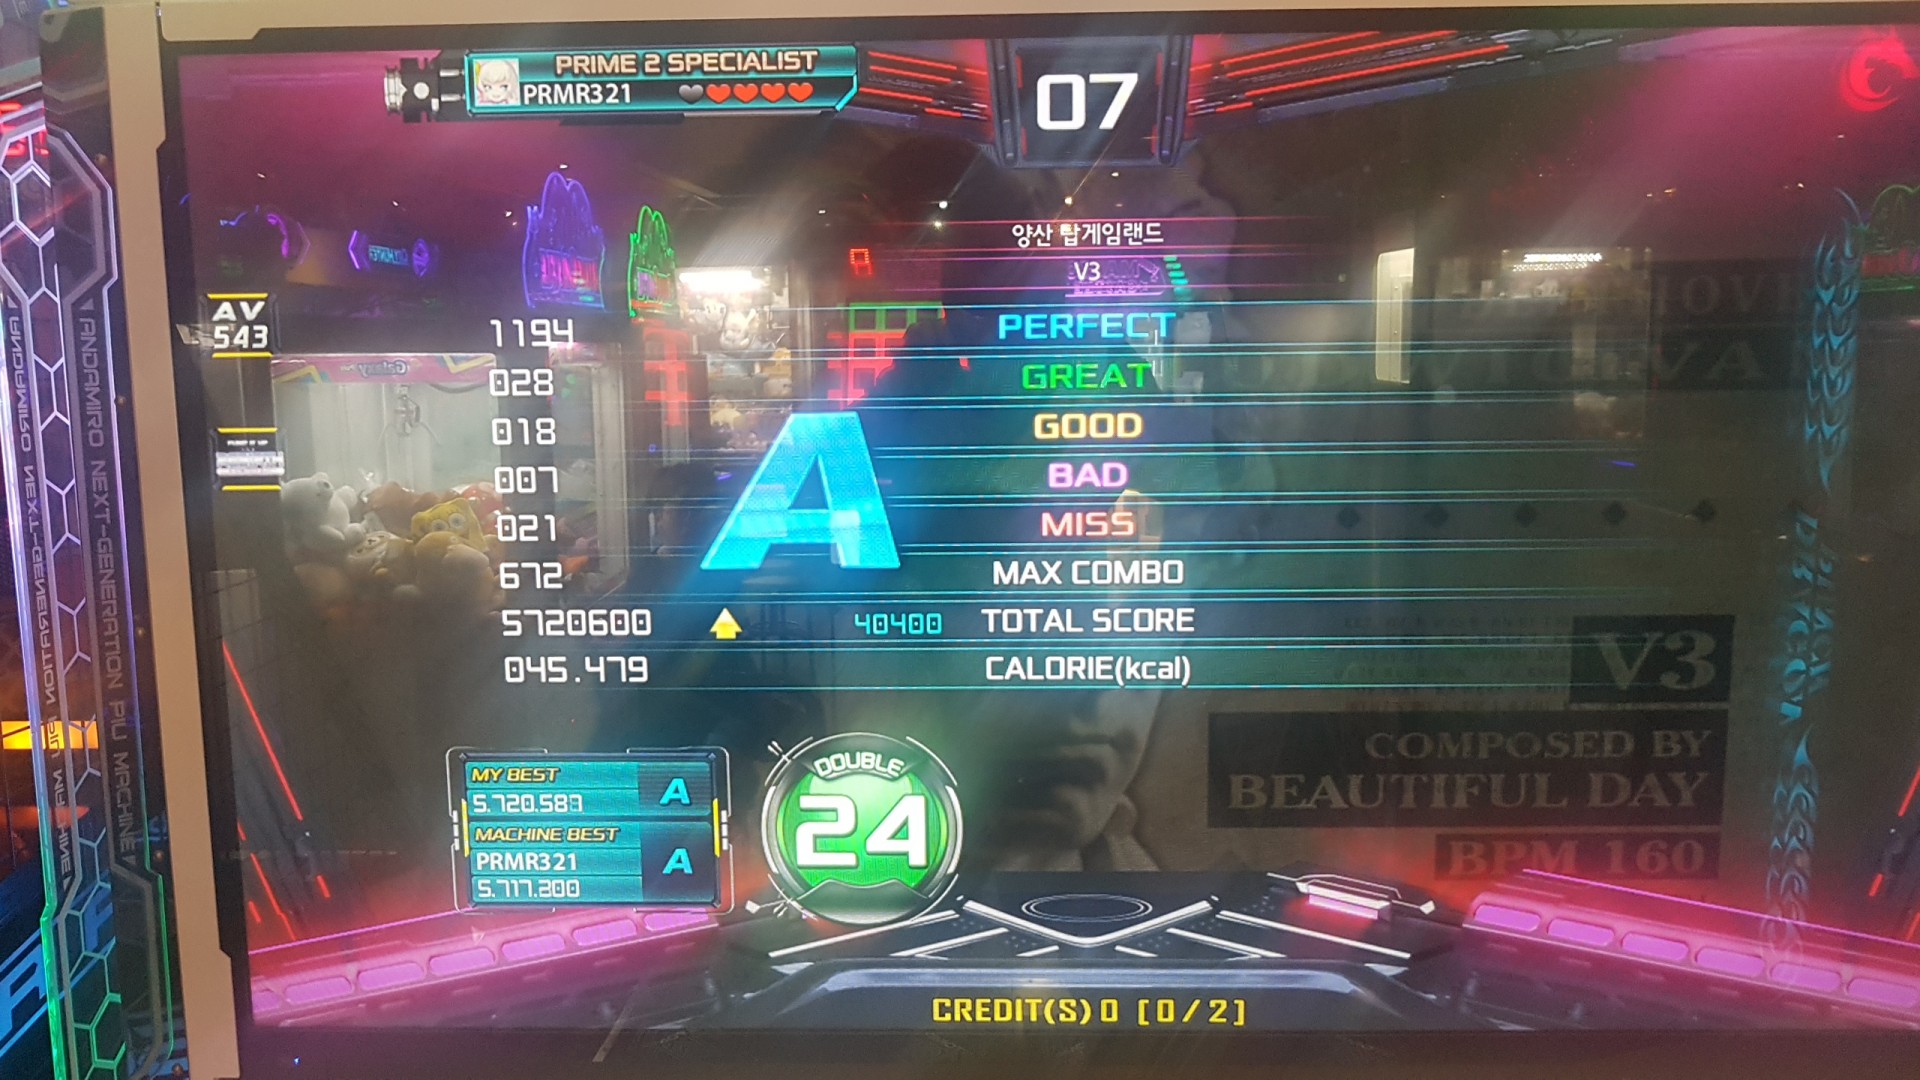 PRIME 2 SPECIALIST
PRMR321
07
양산 탑게임랜드
V3
AV
543
1194
PERFECT
028
GREAT
018
GOOD
007
BAD
021
MISS
672
MAX COMBO
5720600
40400
TOTAL SCORE
045.479
CALORIE(kcal)
A
MY BEST
5.720.587
A
MACHINE BEST
PRMR321
5.717.200
A
DOUBLE
24
V3
COMPOSED BY
BEAUTIFUL DAY
BPM 160
CREDIT(S) 0 [0/2]
ANDAMIRO NEXT-GENERATION PIU MACHINE